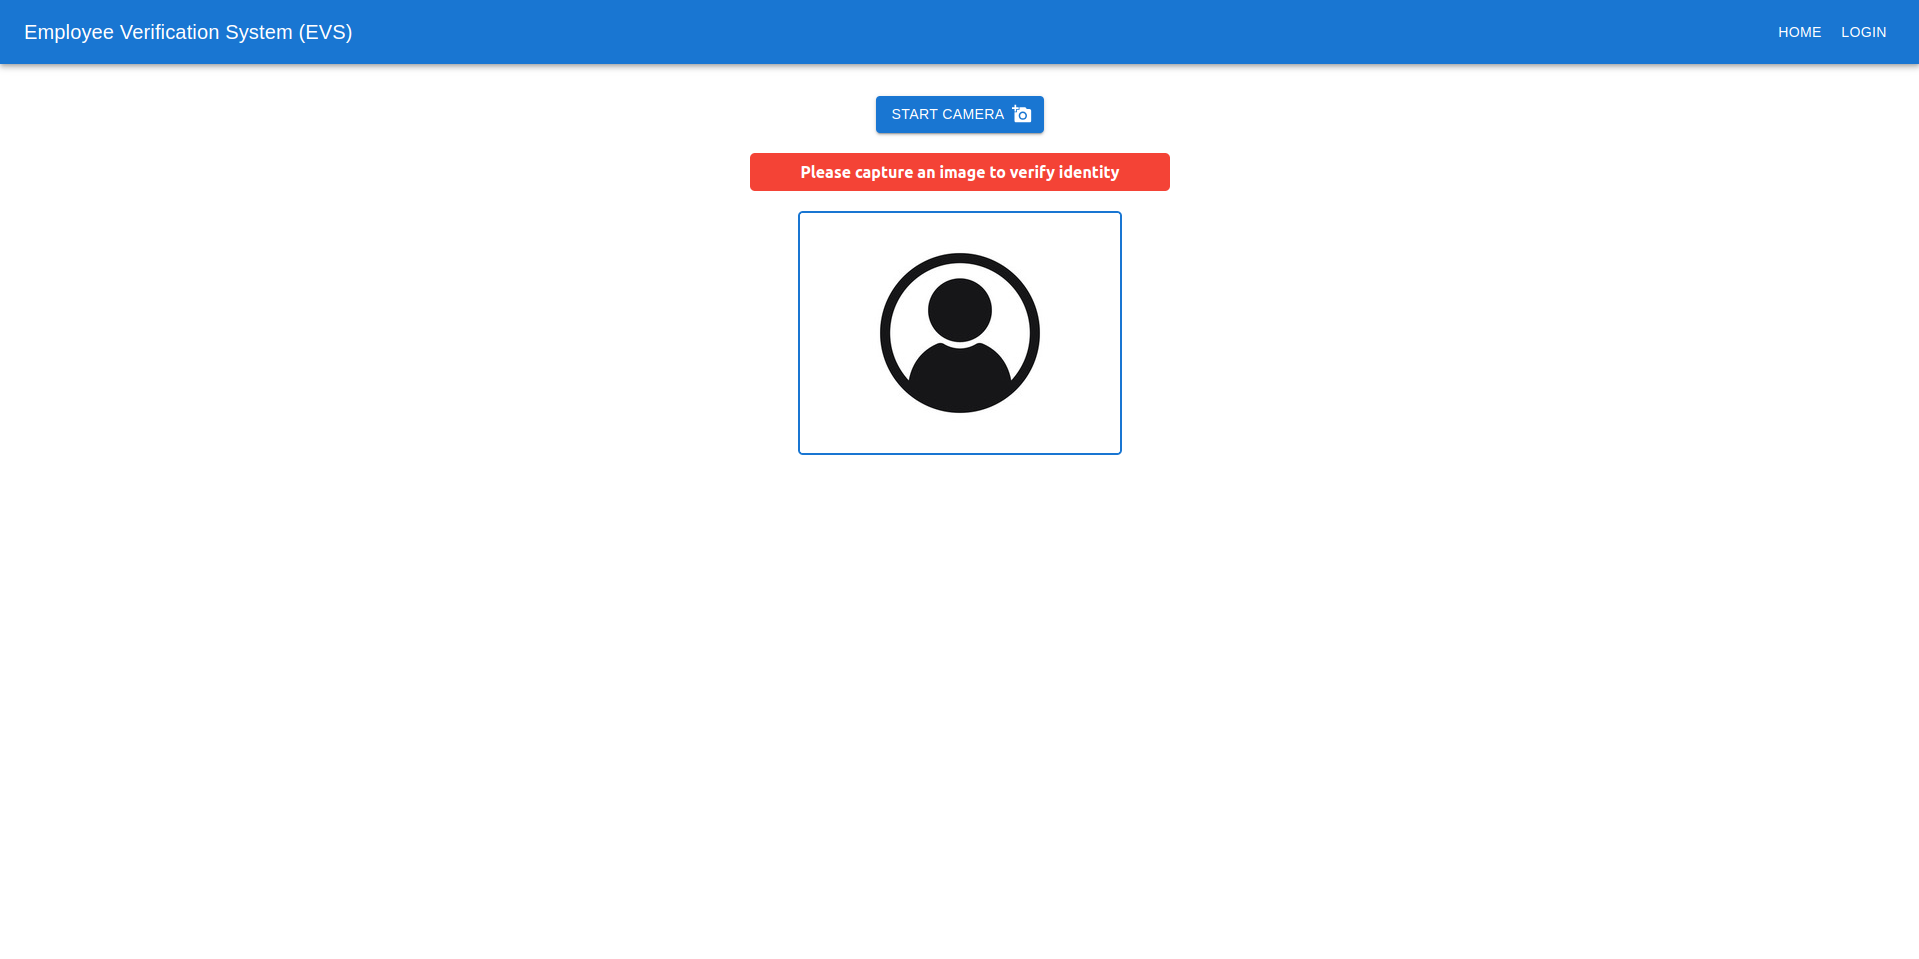 Employee Verification System (EVS)
HOME LOGIN
START CAMERA
Please capture an image to verify identity